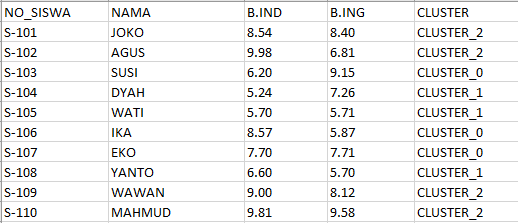 NO_SISWA NAMA B.IND B.ING CLUSTER
S-101 JOKO 8.54 8.40 CLUSTER_2
S-102 AGUS 9.98 6.81 CLUSTER_2
S-103 SUSI 6.20 9.15 CLUSTER_0
S-104 DYAH 5.24 7.26 CLUSTER_1
S-105 WATI 5.70 5.71 CLUSTER_1
S-106 IKA 8.57 5.87 CLUSTER_0
S-107 EKO 7.70 7.71 CLUSTER_0
S-108 YANTO 6.60 5.70 CLUSTER_1
S-109 WAWAN 9.00 8.12 CLUSTER_2
S-110 MAHMUD 9.81 9.58 CLUSTER_2